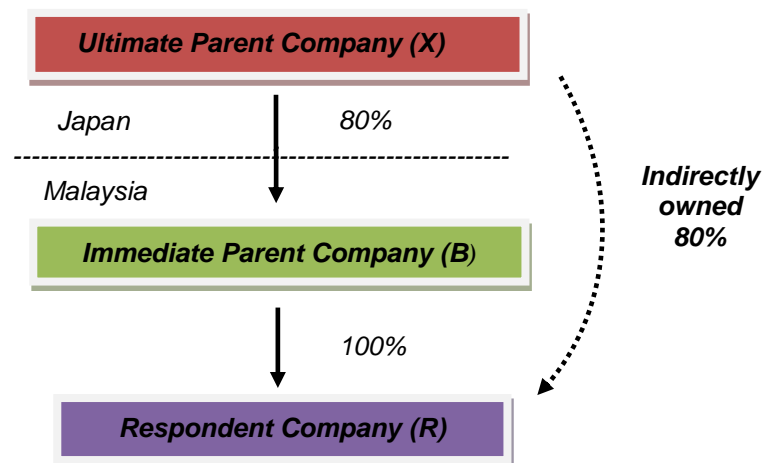 Ultimate Parent Company (X)
Japan
80%
Malaysia
Indirectly
owned
80%
Immediate Parent Company (B)
100%
Respondent Company (R)